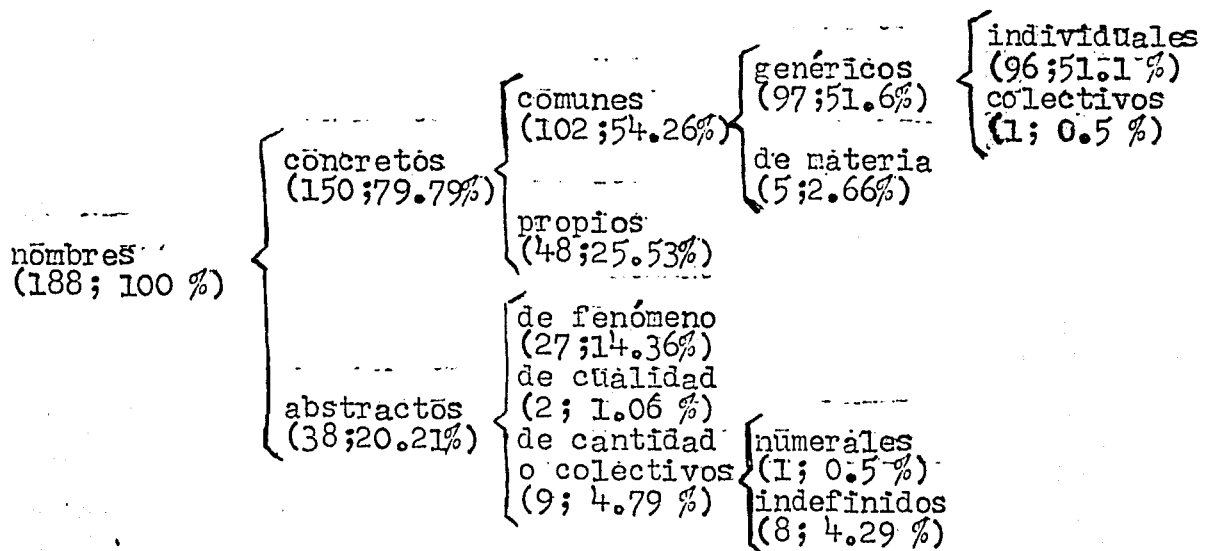 nombres
(188; 100 %)
concretos
(150;79.79%)
comunes
(102;54.26%)
genéricos
(97;51.6%)
individuales
(96;51.1 %)
colectivos
(1; 0.5 %)
de materia
(5;2.66%)
propios
(48;25.53%)
abstractos
(38;20.21%)
de fenómeno
(27;14.36%)
de cualidad
(2; 1.06 %)
de cantidad
o colectivos
(9; 4.79 %)
numerales
(1; 0.5 %)
indefinidos
(8; 4.29 %)